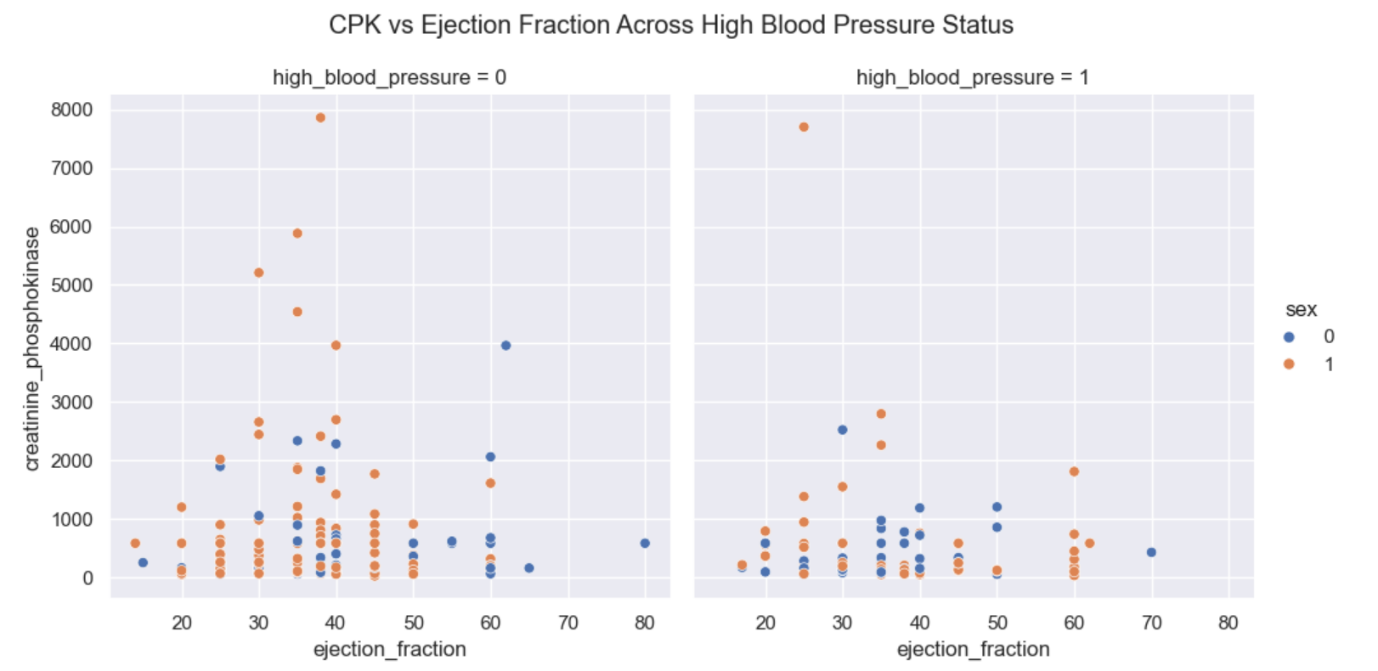 CPK vs Ejection Fraction Across High Blood Pressure Status
high_blood_pressure = 0
high_blood_pressure = 1
creatinine_phosphokinase
8000
7000
6000
5000
4000
3000
2000
1000
0
20 30 40 50 60 70 80
20 30 40 50 60 70 80
ejection_fraction
ejection_fraction
sex
0
1